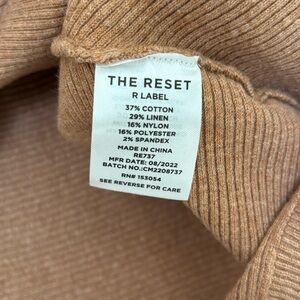 THE RESET
R LABEL
37% COTTON
29% LINEN
16% NYLON
16% POLYESTER
2% SPANDEX
MADE IN CHINA
RE737
MFR DATE: 08/2022
BATCH NO.:CM2208737
RN# 153054
SEE REVERSE FOR CARE